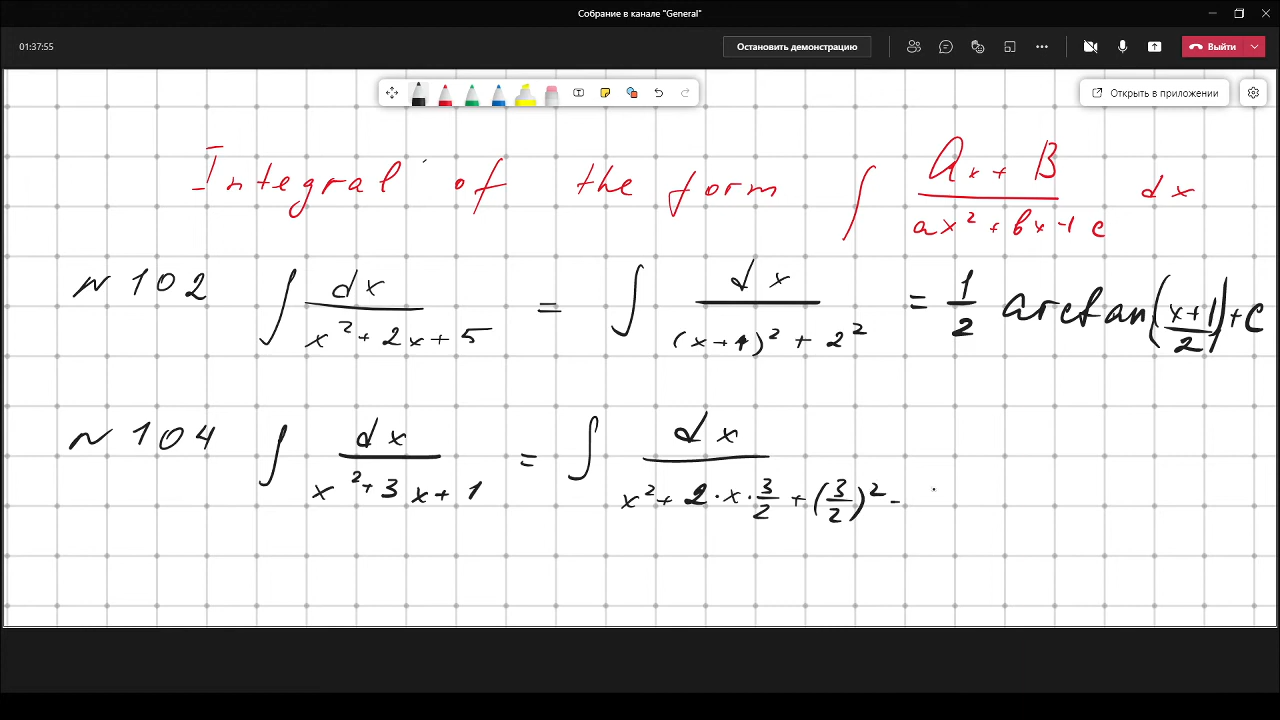 Собрание в канале "General"
01:37:55
Остановить демонстрацию
Выйти
Открыть в приложении
Integral of the form ∫ (Ax + B)/(ax² + bx + c) dx
N 102 ∫ dx/(x² + 2x + 5) = ∫ dx/((x + 1)² + 2²) = 1/2 arctan((x+1)/2) + c
N 104 ∫ dx/(x² + 3x + 1) = ∫ dx/(x² + 2 · x · 3/2 + (3/2)² -